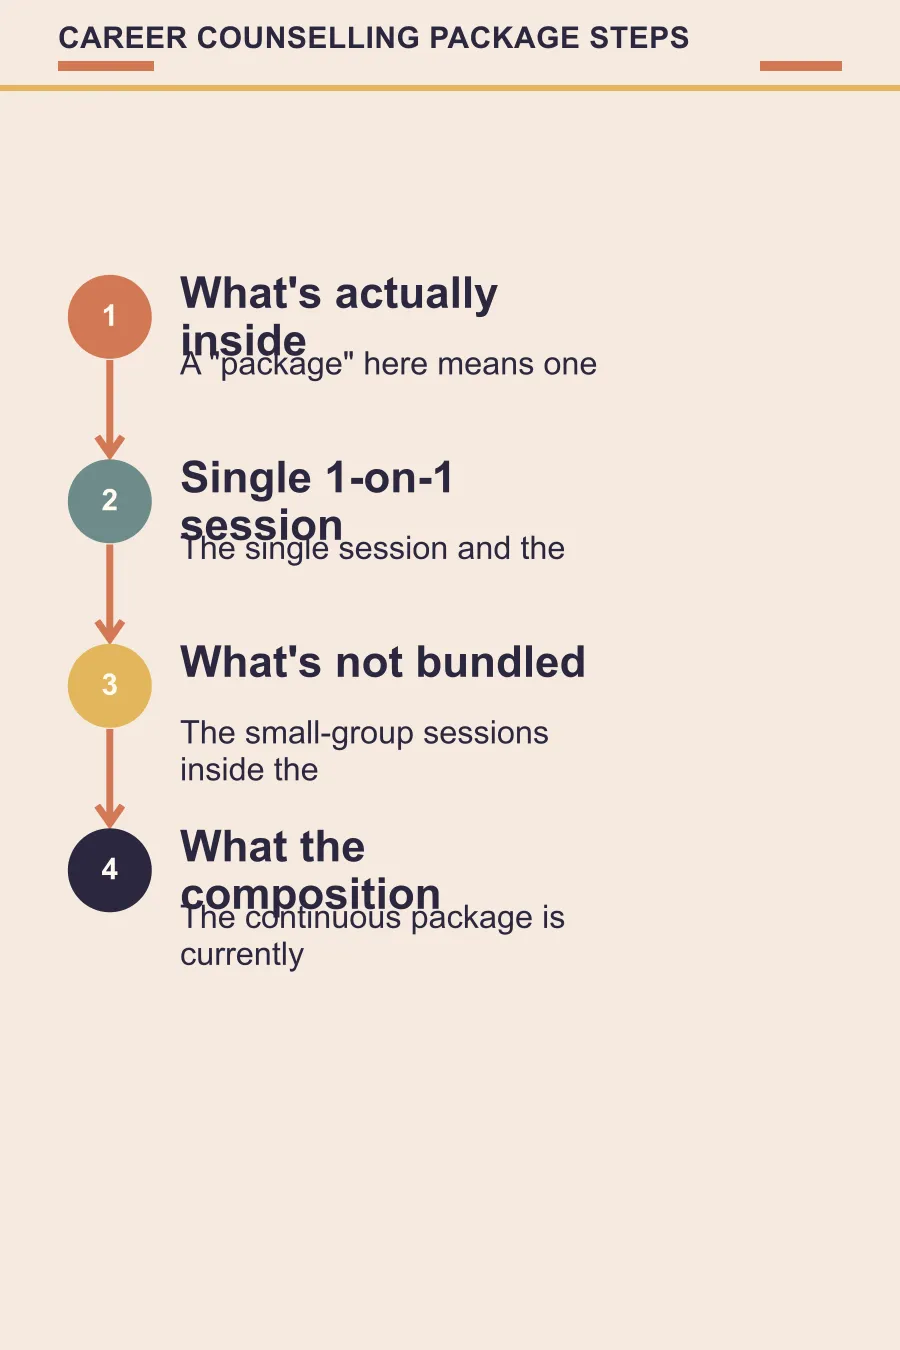 CAREER COUNSELLING PACKAGE STEPS
1
What's actually
inside
A "package" here means one
2
Single 1-on-1
session
The single session and the
3
What's not bundled
The small-group sessions
inside the
4
What the
composition
The continuous package is
currently